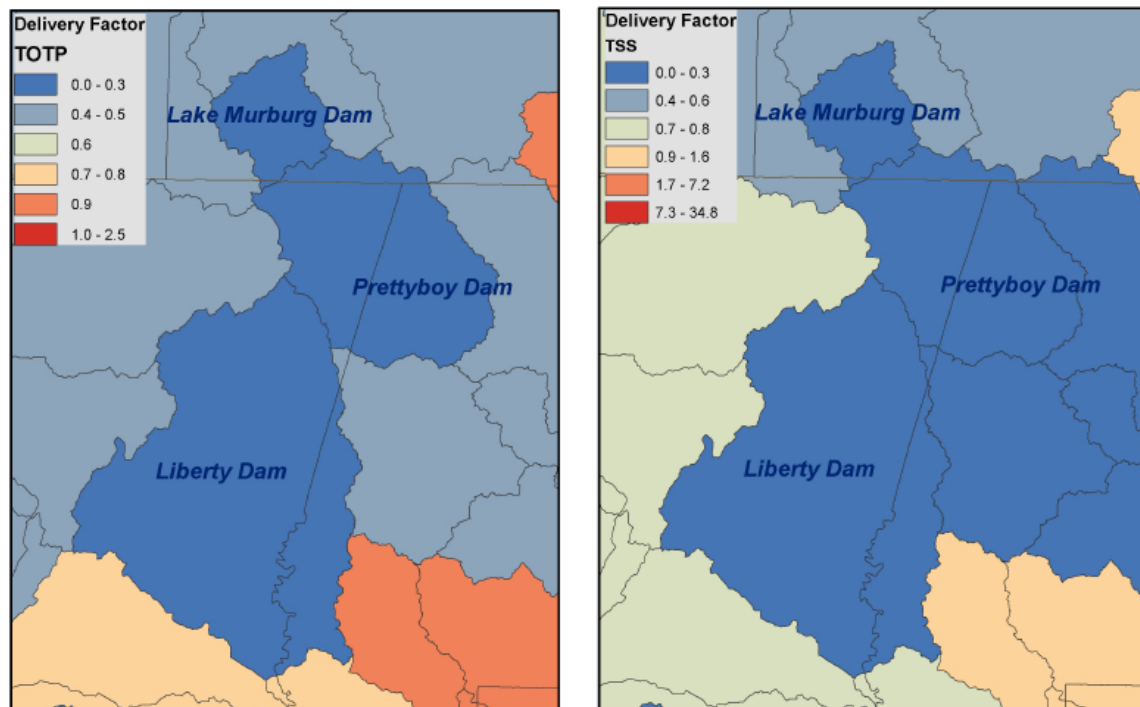 Delivery Factor
TOTP
0.0 - 0.3
0.4 - 0.5
0.6
0.7 - 0.8
0.9
1.0 - 2.5
Lake Murburg Dam
Prettyboy Dam
Liberty Dam
Delivery Factor
TSS
0.0 - 0.3
0.4 - 0.6
0.7 - 0.8
0.9 - 1.6
1.7 - 7.2
7.3 - 34.8
Lake Murburg Dam
Prettyboy Dam
Liberty Dam